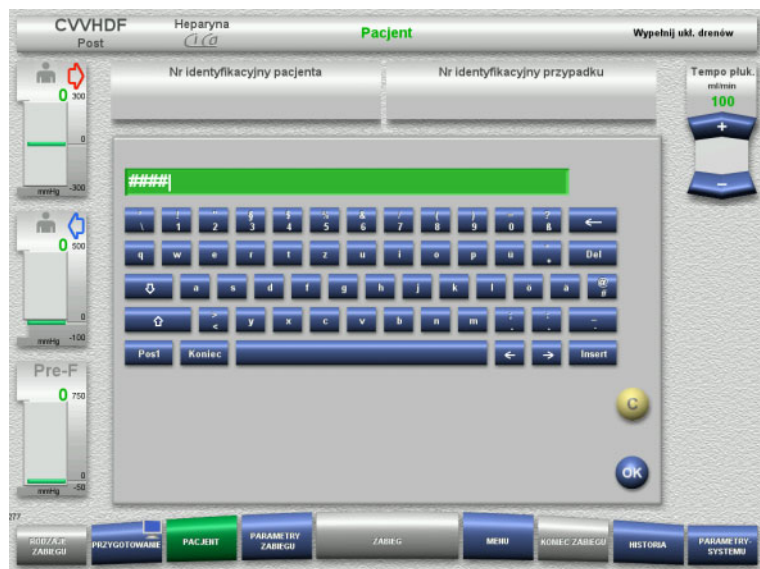 CVVHDF
Post
Heparyna
Pacjent
Wypełnij ukł. drenów
Nr identyfikacyjny pacjenta
Nr identyfikacyjny przypadku
Tempo płuk.
ml/min
100
+
−
0
300
0
-300
mmHg
0
500
0
-100
mmHg
Pre-F
0
750
0
-50
mmHg
####
\ ! 1 " 2 § 3 $ 4 % 5 & 6 / 7 ( 8 ) 9 = 0 ? ß ←
q w e r t z u i o p ü Del
a s d f g h j k l ö ä @ #
> < y x c v b n m
Pos1 Koniec ← → Insert
C
OK
277
RODZAJE ZABIEGU
PRZYGOTOWANIE
PACJENT
PARAMETRY ZABIEGU
ZABIEG
MENU
KONIEC ZABIEGU
HISTORIA
PARAMETRY-SYSTEMU